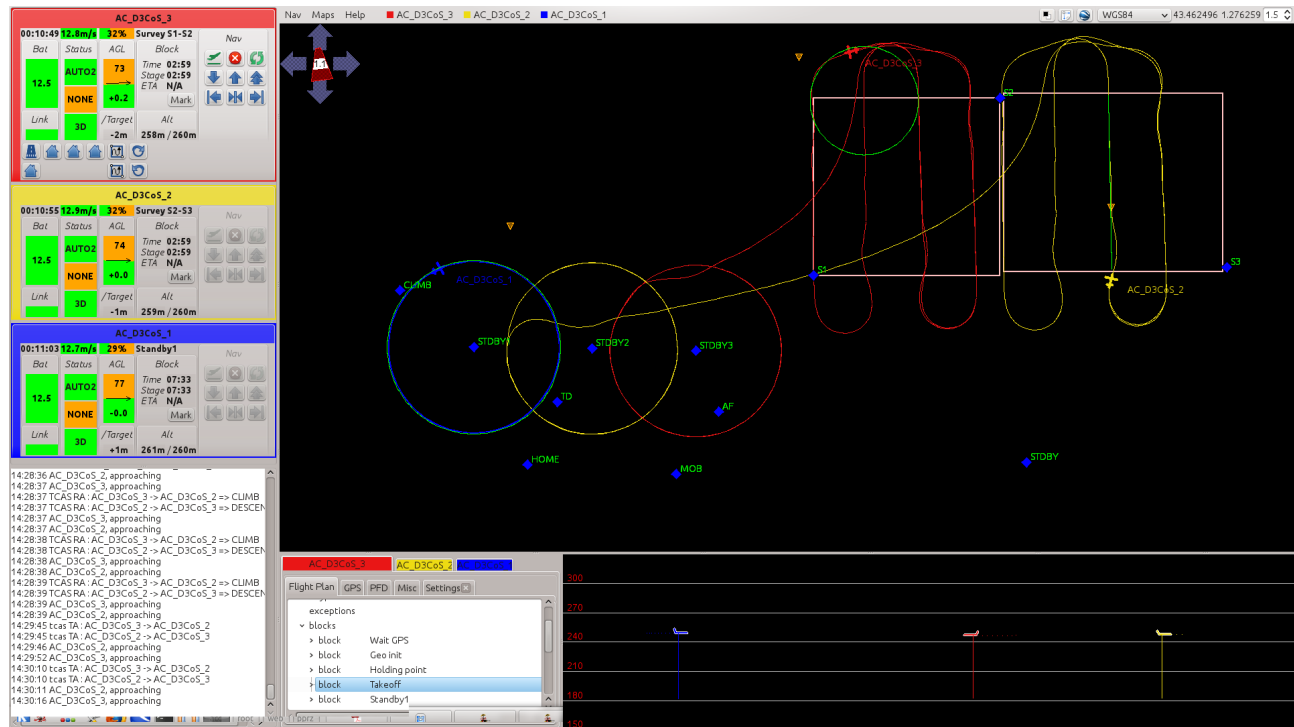 AC_D3CoS_3
00:10:49 12.8m/s 32% Survey S1-S2
Bat Status AGL Block Nav
12.5 AUTO2 73 Time 02:59
Stage 02:59
ETA N/A
NONE +0.2 Mark
Link 3D /Target Alt
-2m 258m / 260m
AC_D3CoS_2
00:10:55 12.9m/s 32% Survey S2-S3
Bat Status AGL Block Nav
12.5 AUTO2 74 Time 02:59
Stage 02:59
ETA N/A
NONE +0.0 Mark
Link 3D /Target Alt
-1m 259m / 260m
AC_D3CoS_1
00:11:03 12.7m/s 29% Standby1
Bat Status AGL Block Nav
12.5 AUTO2 77 Time 07:33
Stage 07:33
ETA N/A
NONE -0.0 Mark
Link 3D /Target Alt
+1m 261m / 260m
14:28:36 AC_D3CoS_2, approaching
14:28:37 AC_D3CoS_3, approaching
14:28:37 TCAS RA : AC_D3CoS_3 -> AC_D3CoS_2 => CLIMB
14:28:37 TCAS RA : AC_D3CoS_2 -> AC_D3CoS_3 => DESCEN
14:28:37 AC_D3CoS_3, approaching
14:28:37 AC_D3CoS_2, approaching
14:28:38 TCAS RA : AC_D3CoS_3 -> AC_D3CoS_2 => CLIMB
14:28:38 TCAS RA : AC_D3CoS_2 -> AC_D3CoS_3 => DESCEN
14:28:38 AC_D3CoS_3, approaching
14:28:38 AC_D3CoS_2, approaching
14:28:39 TCAS RA : AC_D3CoS_3 -> AC_D3CoS_2 => CLIMB
14:28:39 TCAS RA : AC_D3CoS_2 -> AC_D3CoS_3 => DESCEN
14:28:39 AC_D3CoS_3, approaching
14:28:39 AC_D3CoS_2, approaching
14:29:45 tcas TA : AC_D3CoS_3 -> AC_D3CoS_2
14:29:45 tcas TA : AC_D3CoS_2 -> AC_D3CoS_3
14:29:46 AC_D3CoS_2, approaching
14:29:52 AC_D3CoS_3, approaching
14:30:10 tcas TA : AC_D3CoS_3 -> AC_D3CoS_2
14:30:10 tcas TA : AC_D3CoS_2 -> AC_D3CoS_3
14:30:11 AC_D3CoS_2, approaching
14:30:16 AC_D3CoS_3, approaching
Nav Maps Help AC_D3CoS_3 AC_D3CoS_2 AC_D3CoS_1 WGS84 43.462496 1.276259 1.5
1.1
AC_D3CoS_3
S2
S1
S3
AC_D3CoS_2
AC_D3CoS_1
CLIMB
STDBY1
STDBY2
STDBY3
TD
AF
HOME
MOB
STDBY
AC_D3CoS_3 AC_D3CoS_2
Flight Plan GPS PFD Misc Settings
exceptions
blocks
block Wait GPS
block Geo init
block Holding point
block Takeoff
block Standby1
300
270
240
210
180
150